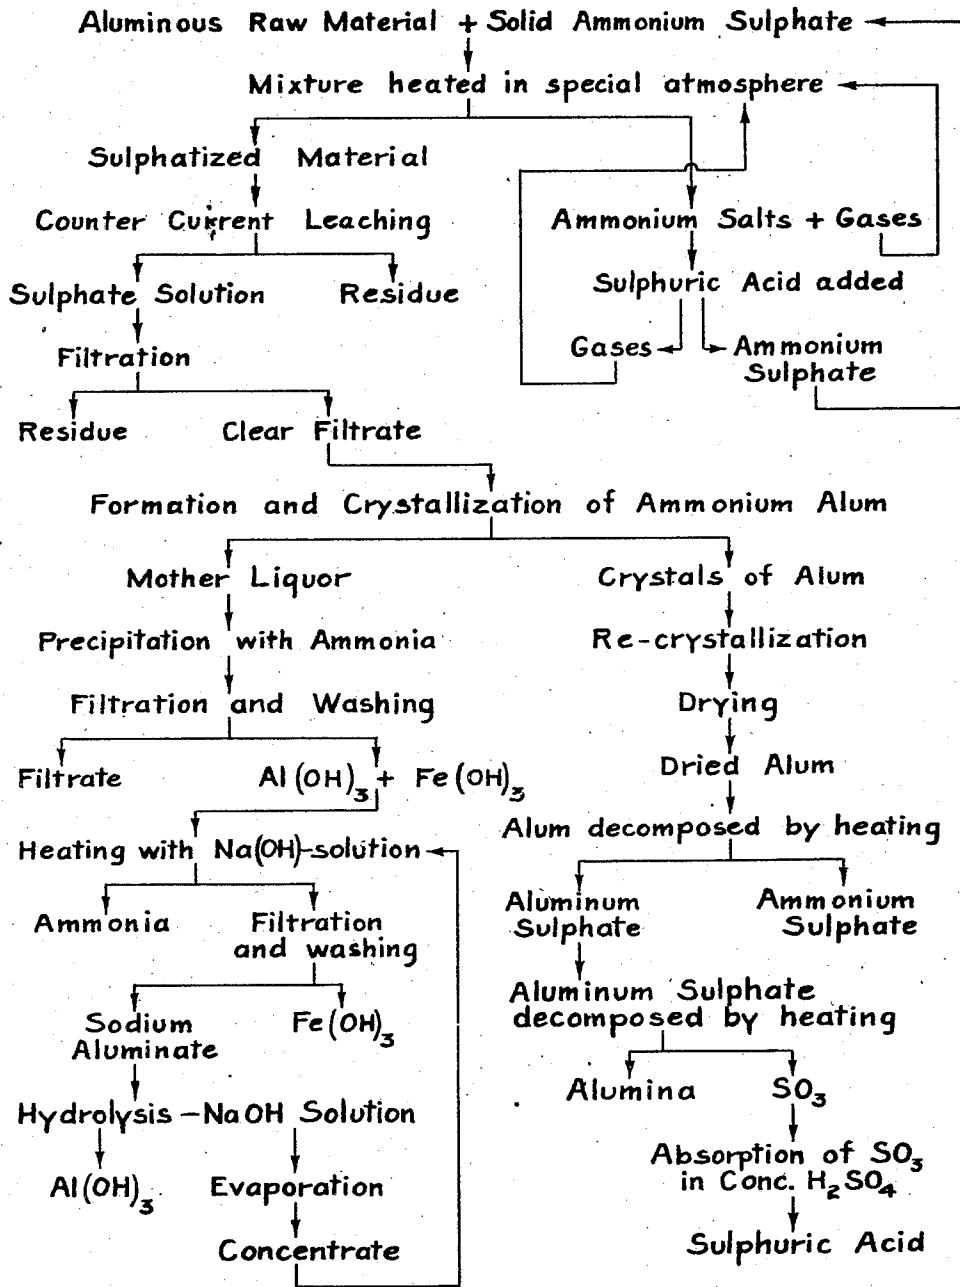 Aluminous Raw Material + Solid Ammonium Sulphate
Mixture heated in special atmosphere
Sulphatized Material
Counter Current Leaching
Ammonium Salts + Gases
Sulphate Solution
Residue
Sulphuric Acid added
Filtration
Gases
Ammonium
Sulphate
Residue
Clear Filtrate
Formation and Crystallization of Ammonium Alum
Mother Liquor
Crystals of Alum
Precipitation with Ammonia
Re-crystallization
Filtration and Washing
Drying
Filtrate
Al(OH)₃ + Fe(OH)₃
Dried Alum
Alum decomposed by heating
Heating with Na(OH)-solution
Ammonia
Filtration
and washing
Aluminum
Sulphate
Ammonium
Sulphate
Sodium
Aluminate
Fe(OH)₃
Aluminum Sulphate
decomposed by heating
Alumina
SO₃
Hydrolysis – NaOH Solution
Absorption of SO₃
in Conc. H₂SO₄
Al(OH)₃
Evaporation
Concentrate
Sulphuric Acid